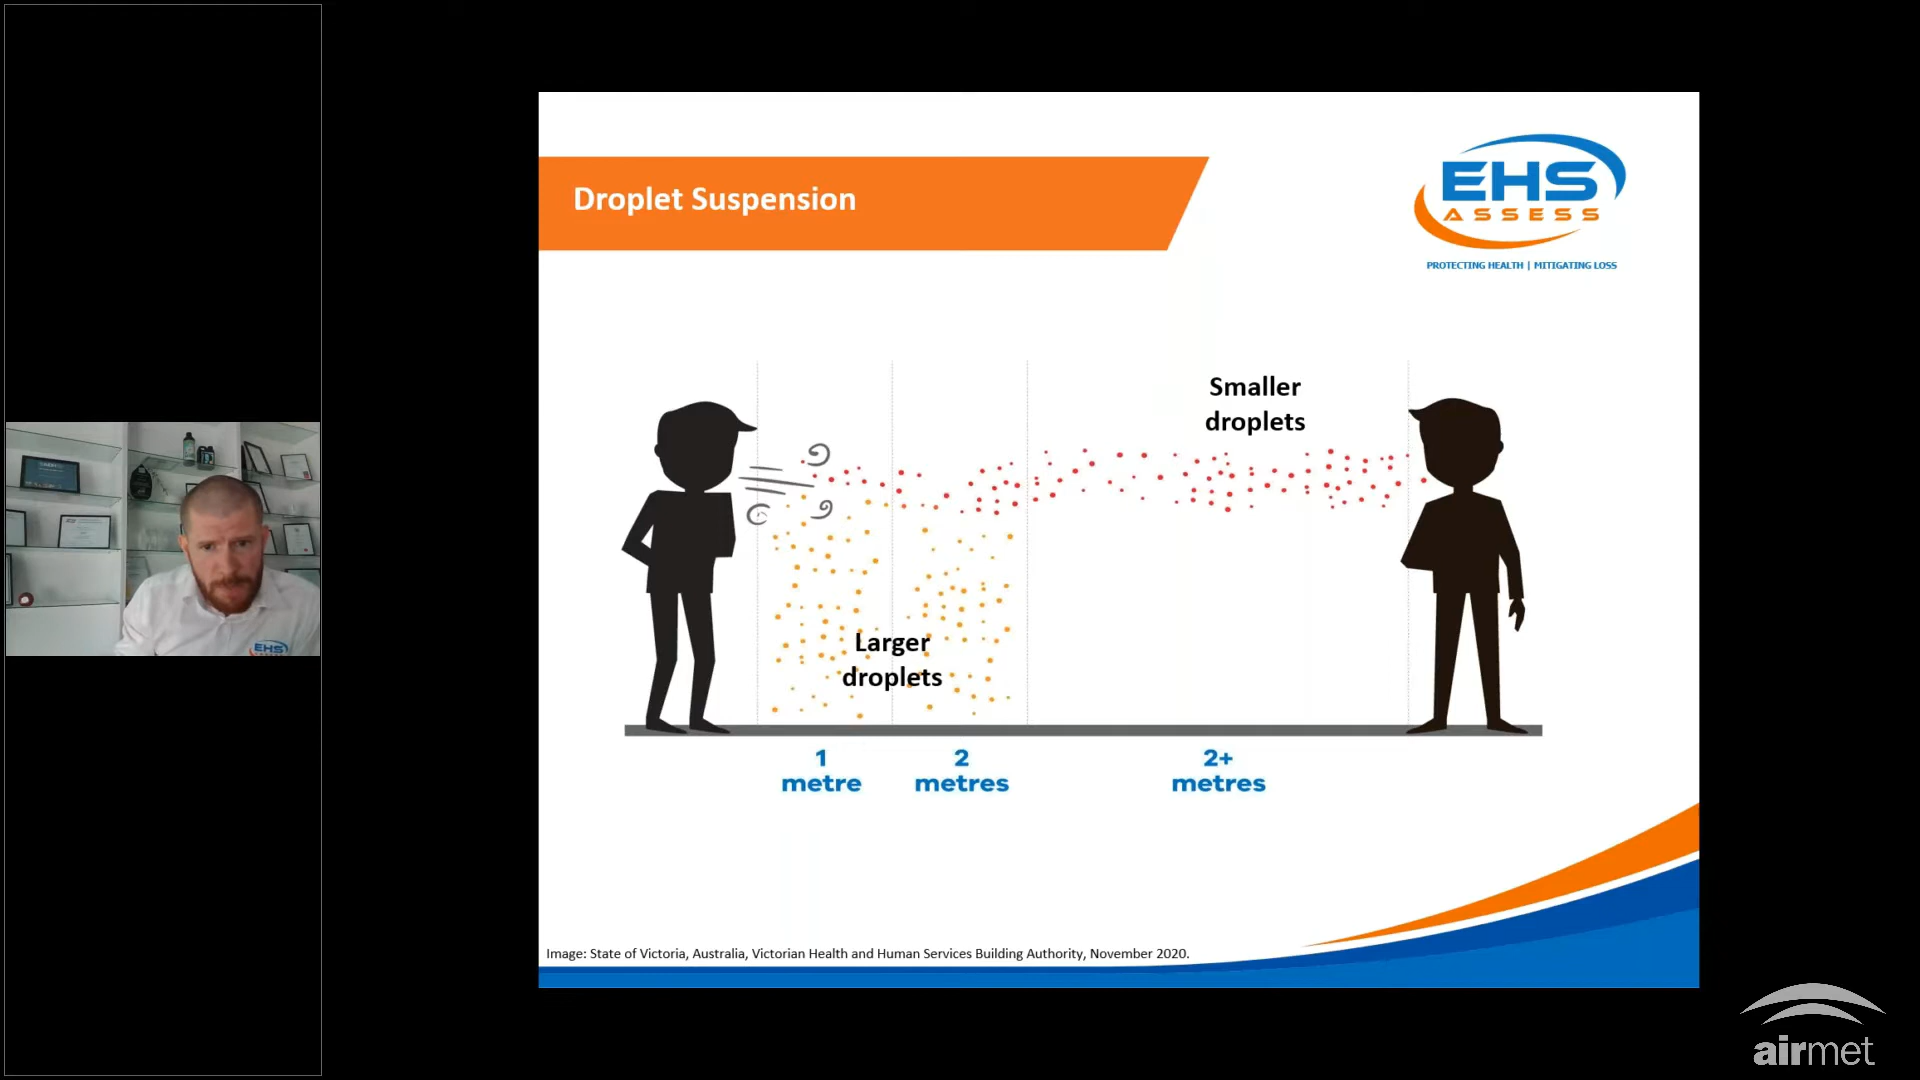 Droplet Suspension
EHS
ASSESS
PROTECTING HEALTH | MITIGATING LOSS
Smaller
droplets
Larger
droplets
1
metre
2
metres
2+
metres
Image: State of Victoria, Australia, Victorian Health and Human Services Building Authority, November 2020.
EHS
airmet